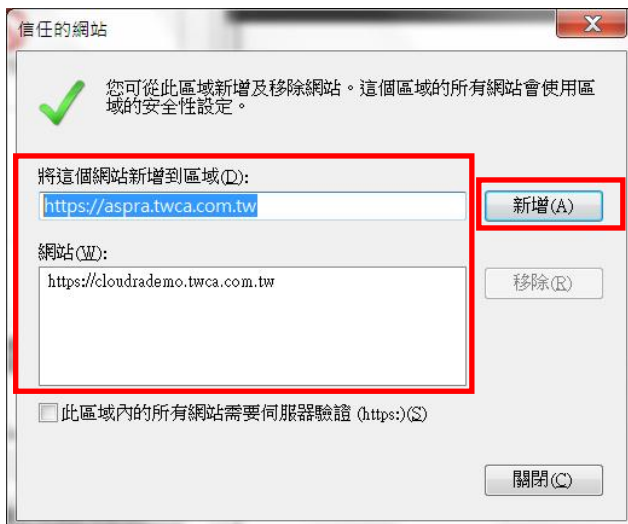 信任的網站
您可從此區域新增及移除網站。這個區域的所有網站會使用區
域的安全性設定。
將這個網站新增到區域(D):
https://aspra.twca.com.tw
新增(A)
網站(W):
https://cloudrademo.twca.com.tw
移除(R)
此區域內的所有網站需要伺服器驗證 (https:)(S)
關閉(C)